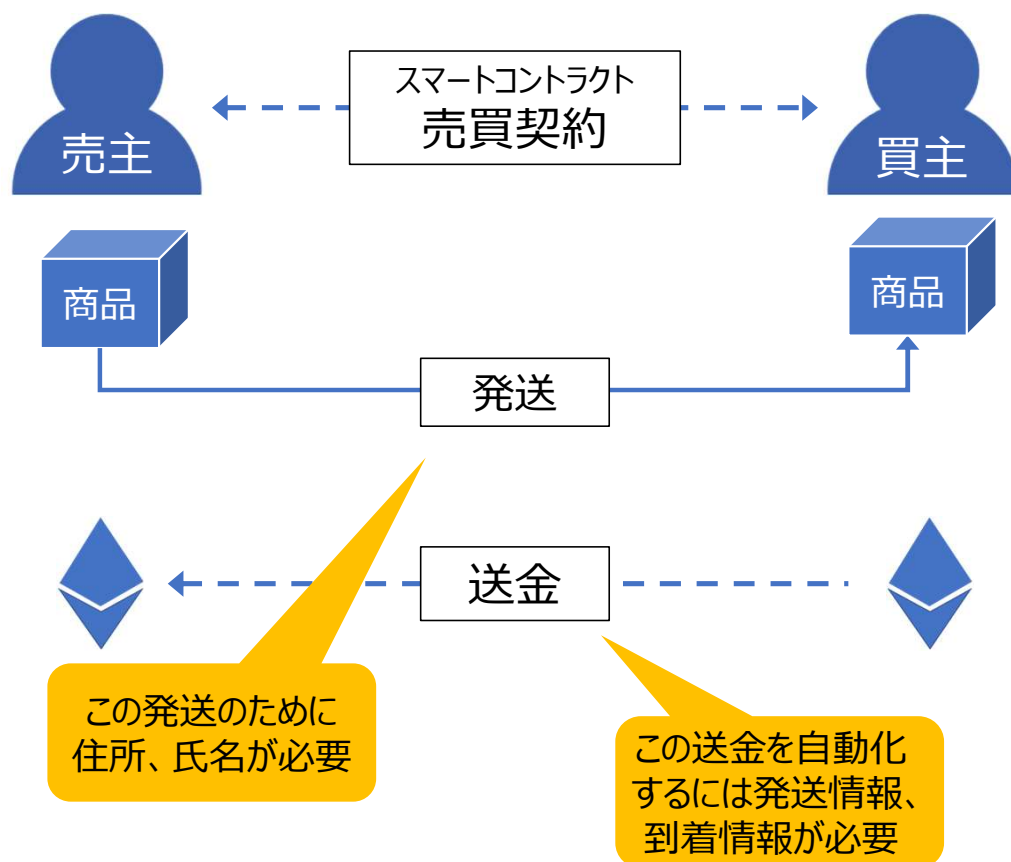 スマートコントラクト
売買契約
売主
買主
商品
商品
発送
送金
この発送のために
住所、氏名が必要
この送金を自動化
するには発送情報、
到着情報が必要